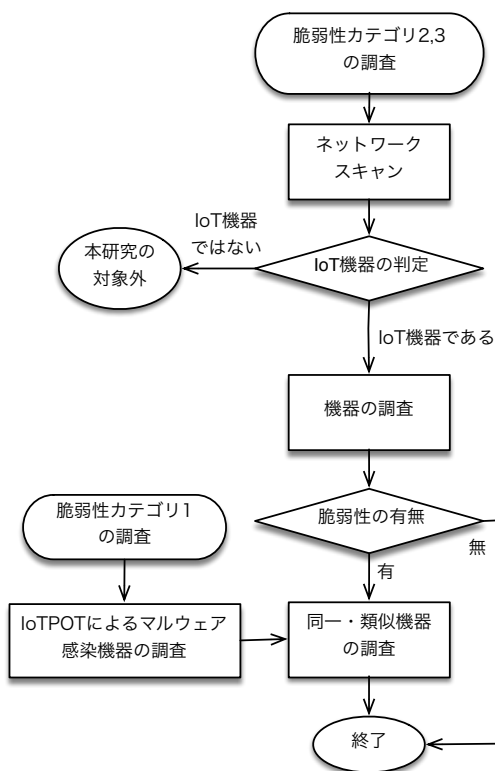 脆弱性カテゴリ2,3
の調査
ネットワーク
スキャン
IoT機器
ではない
本研究の
対象外
IoT機器の判定
IoT機器である
機器の調査
脆弱性カテゴリ1
の調査
脆弱性の有無
無
有
IoTPOTによるマルウェア
感染機器の調査
同一・類似機器
の調査
終了